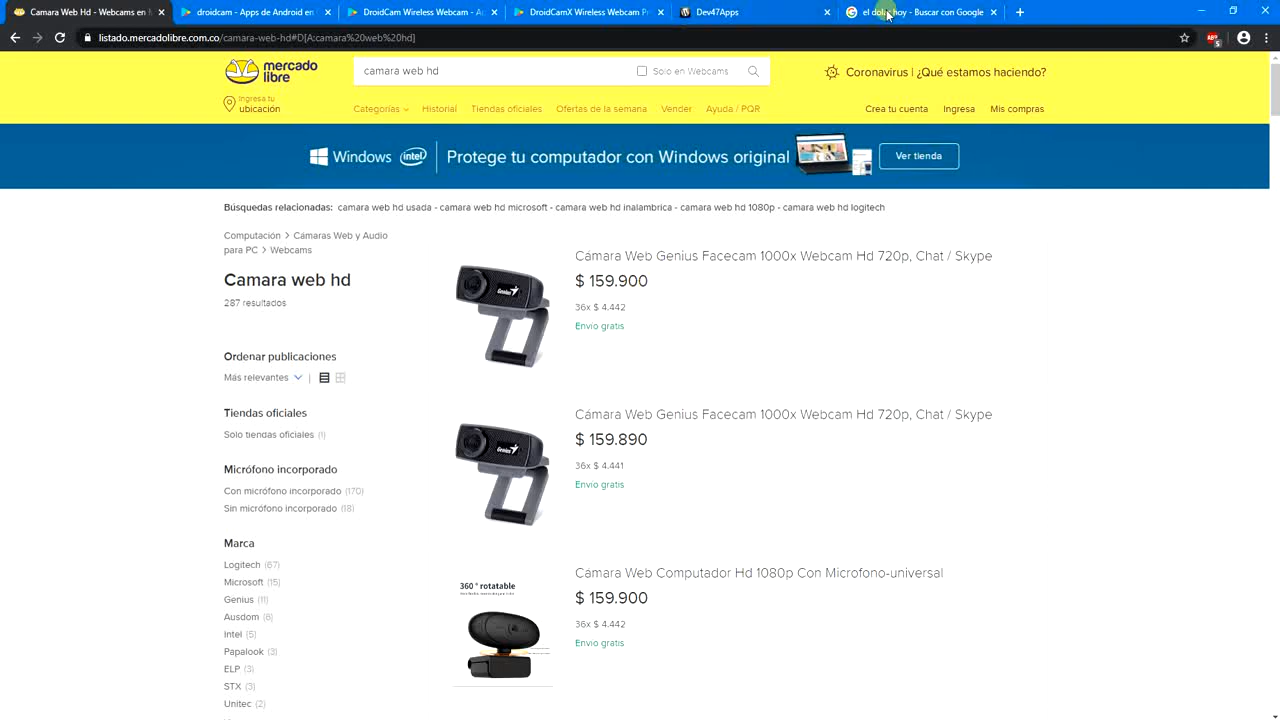 Camara Web Hd - Webcams en M
droidcam - Apps de Android en
DroidCam Wireless Webcam - A
DroidCamX Wireless Webcam P
Dev47Apps
el dolar hoy - Buscar con Google
listado.mercadolibre.com.co/camara-web-hd#D[A:camara%20web%20hd]
mercado
libre
camara web hd
Solo en Webcams
Coronavirus | ¿Qué estamos haciendo?
Ingresa tu
ubicación
Categorías
Historial
Tiendas oficiales
Ofertas de la semana
Vender
Ayuda / PQR
Crea tu cuenta
Ingresa
Mis compras
Windows
intel
Protege tu computador con Windows original
Ver tienda
Búsquedas relacionadas: camara web hd usada - camara web hd microsoft - camara web hd inalambrica - camara web hd 1080p - camara web hd logitech
Computación > Cámaras Web y Audio
para PC > Webcams
Camara web hd
287 resultados
Ordenar publicaciones
Más relevantes
Tiendas oficiales
Solo tiendas oficiales (1)
Micrófono incorporado
Con micrófono incorporado (170)
Sin micrófono incorporado (18)
Marca
Logitech (67)
Microsoft (15)
Genius (11)
Ausdom (6)
Intel (5)
Papalook (3)
ELP (3)
STX (3)
Unitec (2)
Genius
Cámara Web Genius Facecam 1000x Webcam Hd 720p, Chat / Skype
$ 159.900
36x $ 4.442
Envío gratis
Genius
Cámara Web Genius Facecam 1000x Webcam Hd 720p, Chat / Skype
$ 159.890
36x $ 4.441
Envío gratis
360 ° rotatable
Cámara Web Computador Hd 1080p Con Microfono-universal
$ 159.900
36x $ 4.442
Envío gratis